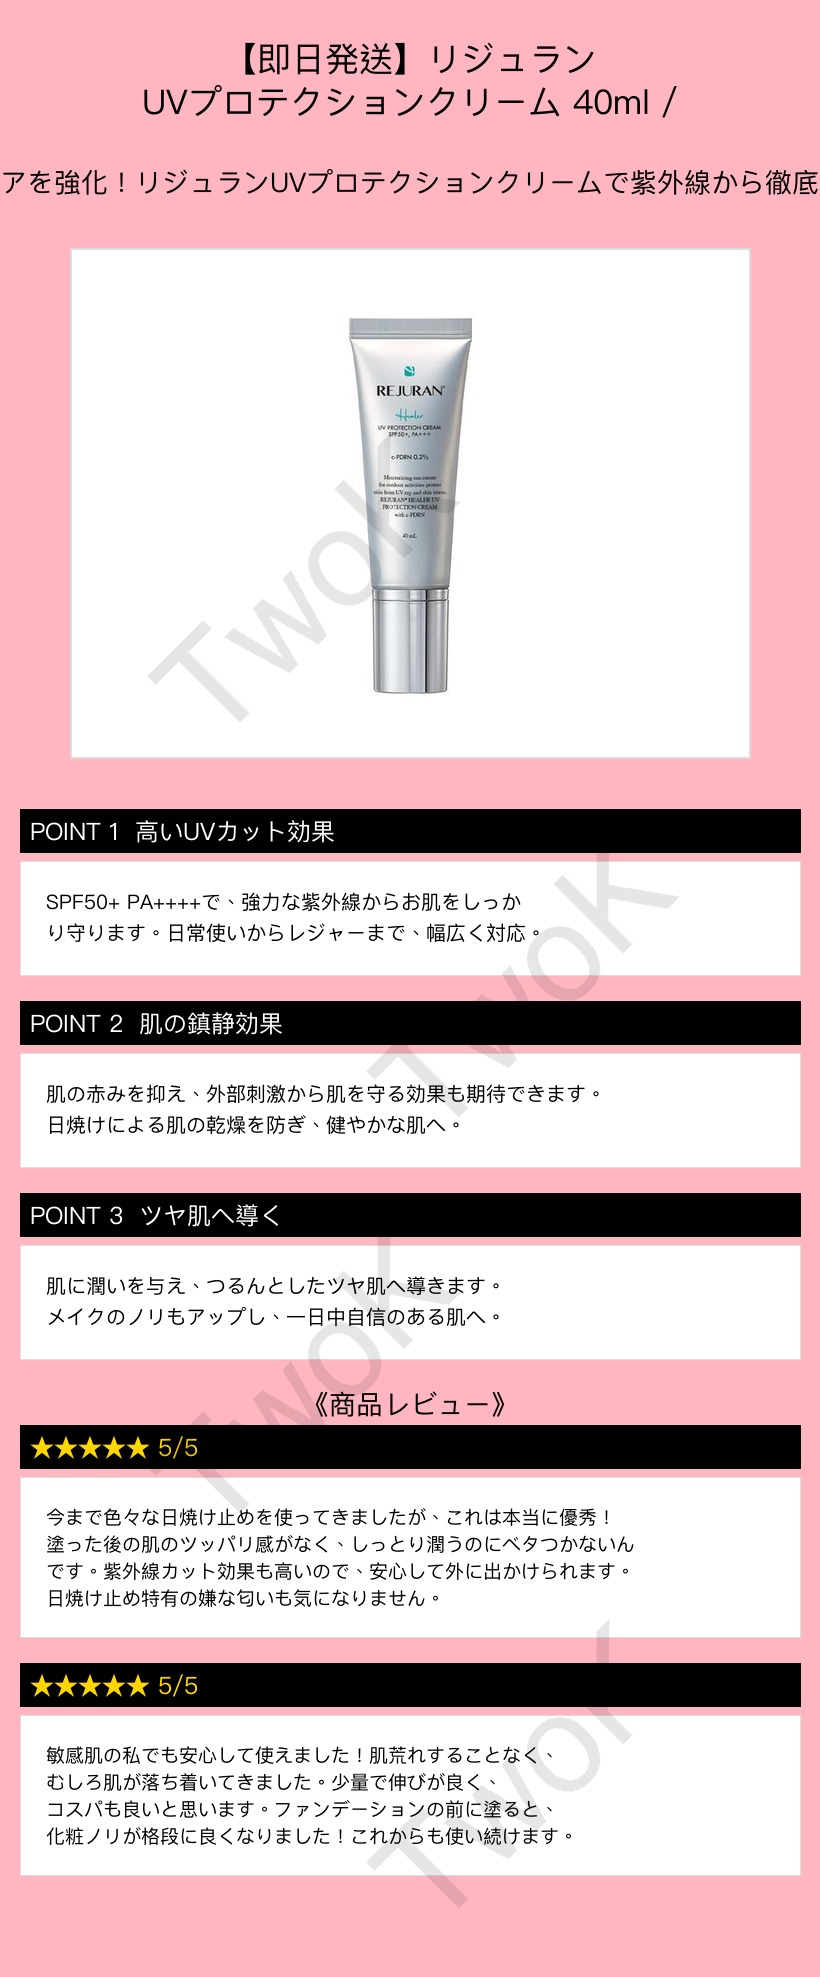 【即日発送】リジュラン
UVプロテクションクリーム 40ml /
アを強化！リジュランUVプロテクションクリームで紫外線から徹底
REJURAN®
Healer
UV PROTECTION CREAM
SPF50+, PA+++
c-PDRN 0.2%
Moisturizing sun cream
for outdoor activities protect
skin from UV ray and skin stress.
REJURAN® HEALER UV
PROTECTION CREAM
with c-PDRN
40 mL
TwoK
POINT 1 高いUVカット効果
SPF50+ PA++++で、強力な紫外線からお肌をしっか
り守ります。日常使いからレジャーまで、幅広く対応。
TwoK
POINT 2 肌の鎮静効果
肌の赤みを抑え、外部刺激から肌を守る効果も期待できます。
日焼けによる肌の乾燥を防ぎ、健やかな肌へ。
POINT 3 ツヤ肌へ導く
肌に潤いを与え、つるんとしたツヤ肌へ導きます。
メイクのノリもアップし、一日中自信のある肌へ。
TwoK
《商品レビュー》
★★★★★ 5/5
今まで色々な日焼け止めを使ってきましたが、これは本当に優秀！
塗った後の肌のツッパリ感がなく、しっとり潤うのにベタつかないん
です。紫外線カット効果も高いので、安心して外に出かけられます。
日焼け止め特有の嫌な匂いも気になりません。
★★★★★ 5/5
敏感肌の私でも安心して使えました！肌荒れすることなく、
むしろ肌が落ち着いてきました。少量で伸びが良く、
コスパも良いと思います。ファンデーションの前に塗ると、
化粧ノリが格段に良くなりました！これからも使い続けます。
TwoK